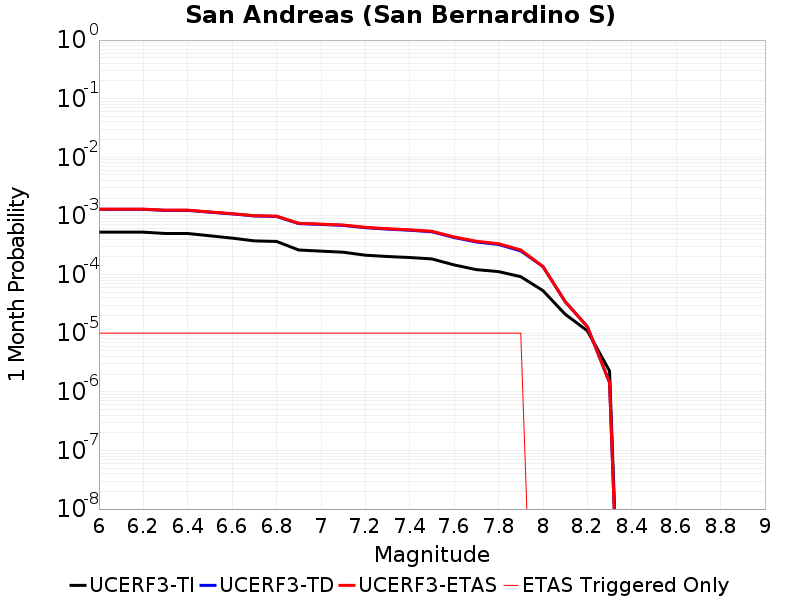 San Andreas (San Bernardino S)
1 Month Probability
10^0
10^-1
10^-2
10^-3
10^-4
10^-5
10^-6
10^-7
10^-8
6 6.2 6.4 6.6 6.8 7 7.2 7.4 7.6 7.8 8 8.2 8.4 8.6 8.8 9
Magnitude
UCERF3-TI UCERF3-TD UCERF3-ETAS ETAS Triggered Only